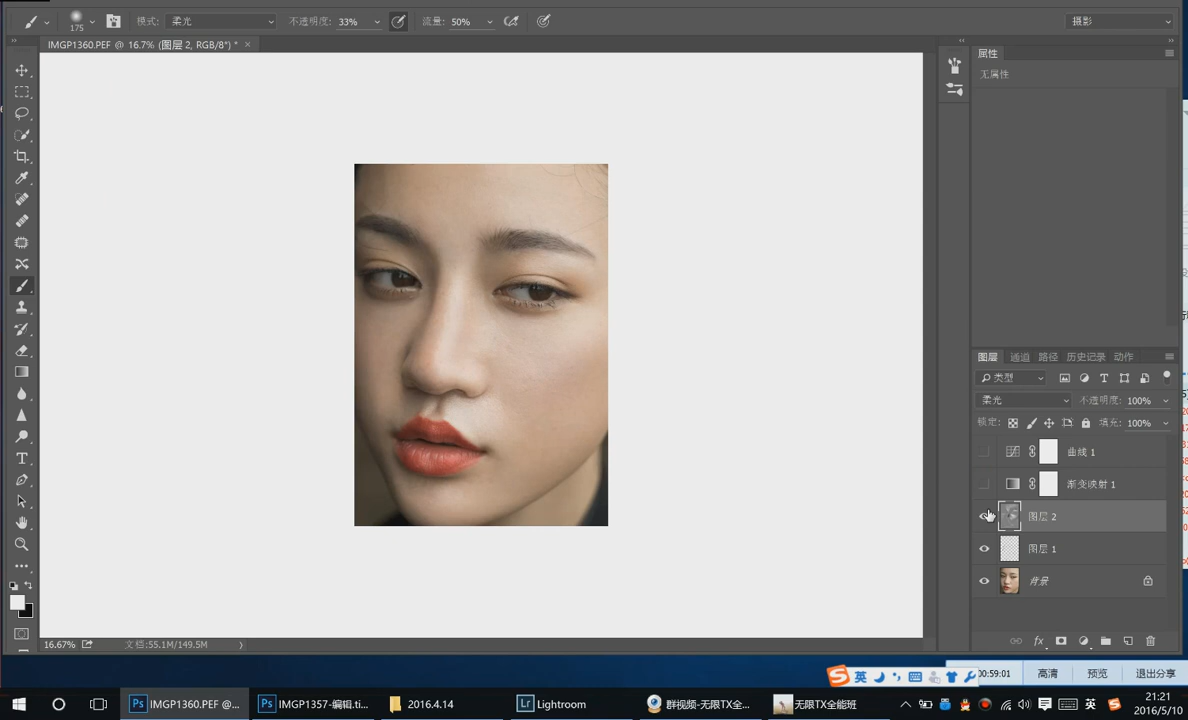 175
模式: 柔光
不透明度: 33%
流量: 50%
摄影
IMGP1360.PEF @ 16.7% (图层 2, RGB/8*) * ×
属性
无属性
图层 通道 路径 历史记录 动作
类型
柔光
不透明度: 100%
锁定:
填充: 100%
曲线 1
渐变映射 1
图层 2
图层 1
背景
16.67%
文档:55.1M/149.5M
英
00:59:01
高清
预览
退出分享
IMGP1360.PEF @...
IMGP1357-编辑.ti...
2016.4.14
Lightroom
群视频-无限TX全...
无限TX全能班
英
21:21
2016/5/10